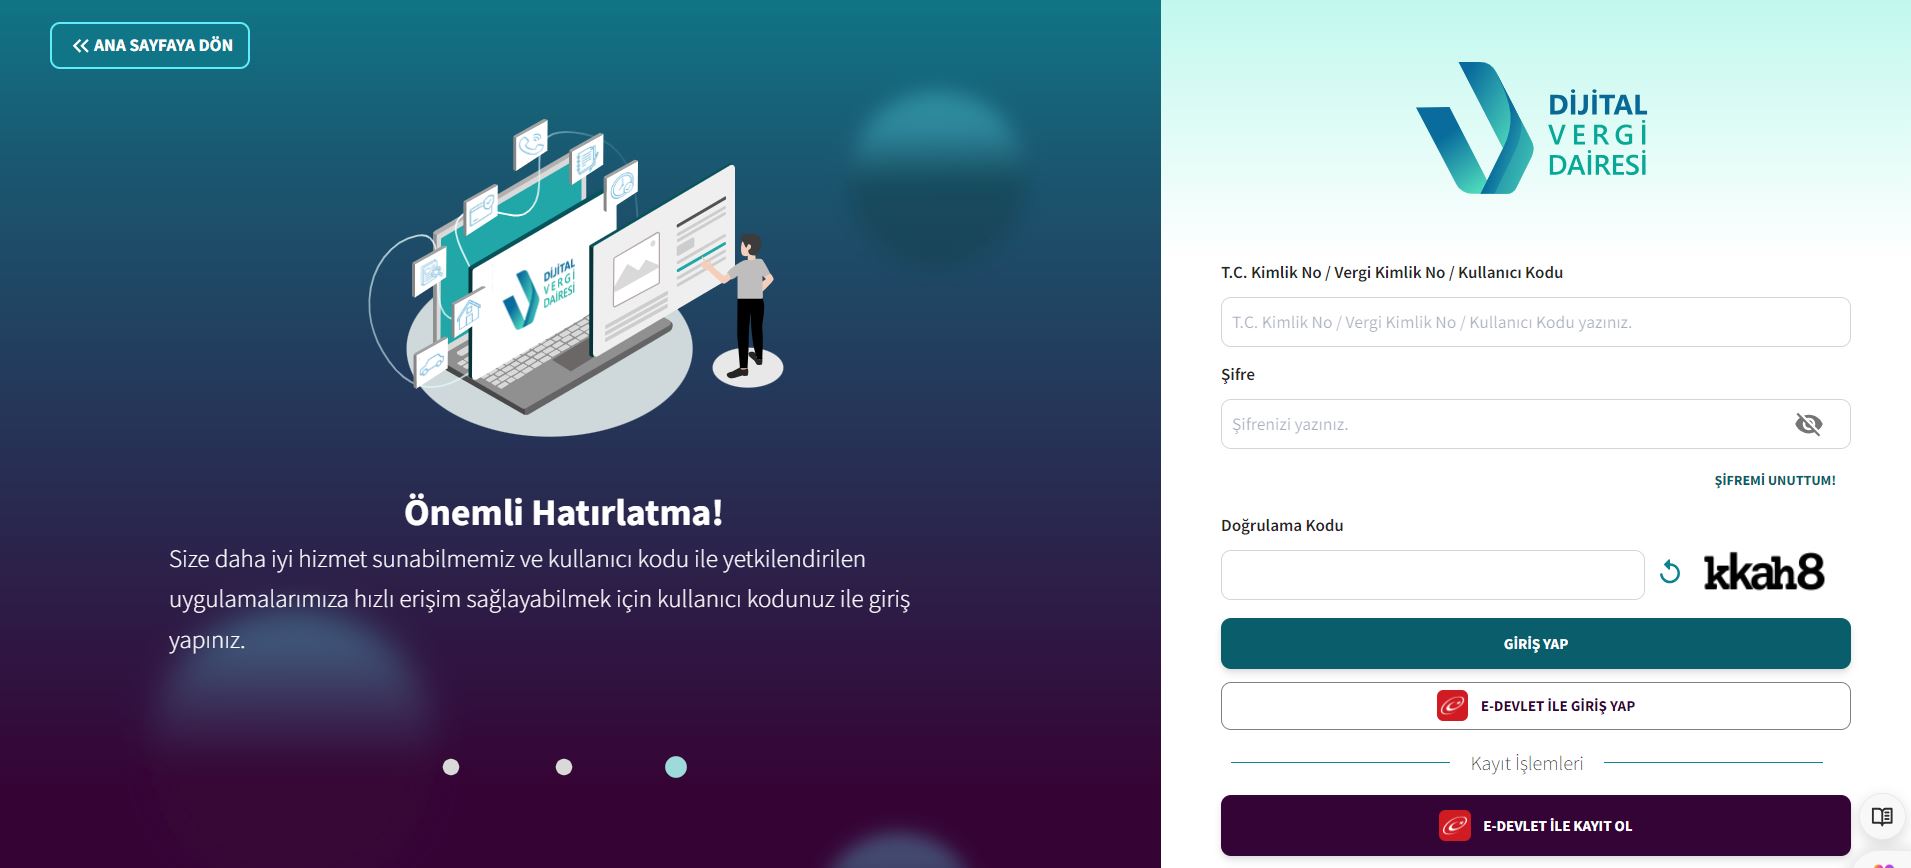 ANA SAYFAYA DÖN
DİJİTAL
VERGİ
DAİRESİ
Önemli Hatırlatma!
Size daha iyi hizmet sunabilmemiz ve kullanıcı kodu ile yetkilendirilen
uygulamalarımıza hızlı erişim sağlayabilmek için kullanıcı kodunuz ile giriş
yapınız.
DİJİTAL
VERGİ
DAİRESİ
T.C. Kimlik No / Vergi Kimlik No / Kullanıcı Kodu
T.C. Kimlik No / Vergi Kimlik No / Kullanıcı Kodu yazınız.
Şifre
Şifrenizi yazınız.
ŞİFREMİ UNUTTUM!
Doğrulama Kodu
kkah8
GİRİŞ YAP
E-DEVLET İLE GİRİŞ YAP
Kayıt İşlemleri
E-DEVLET İLE KAYIT OL